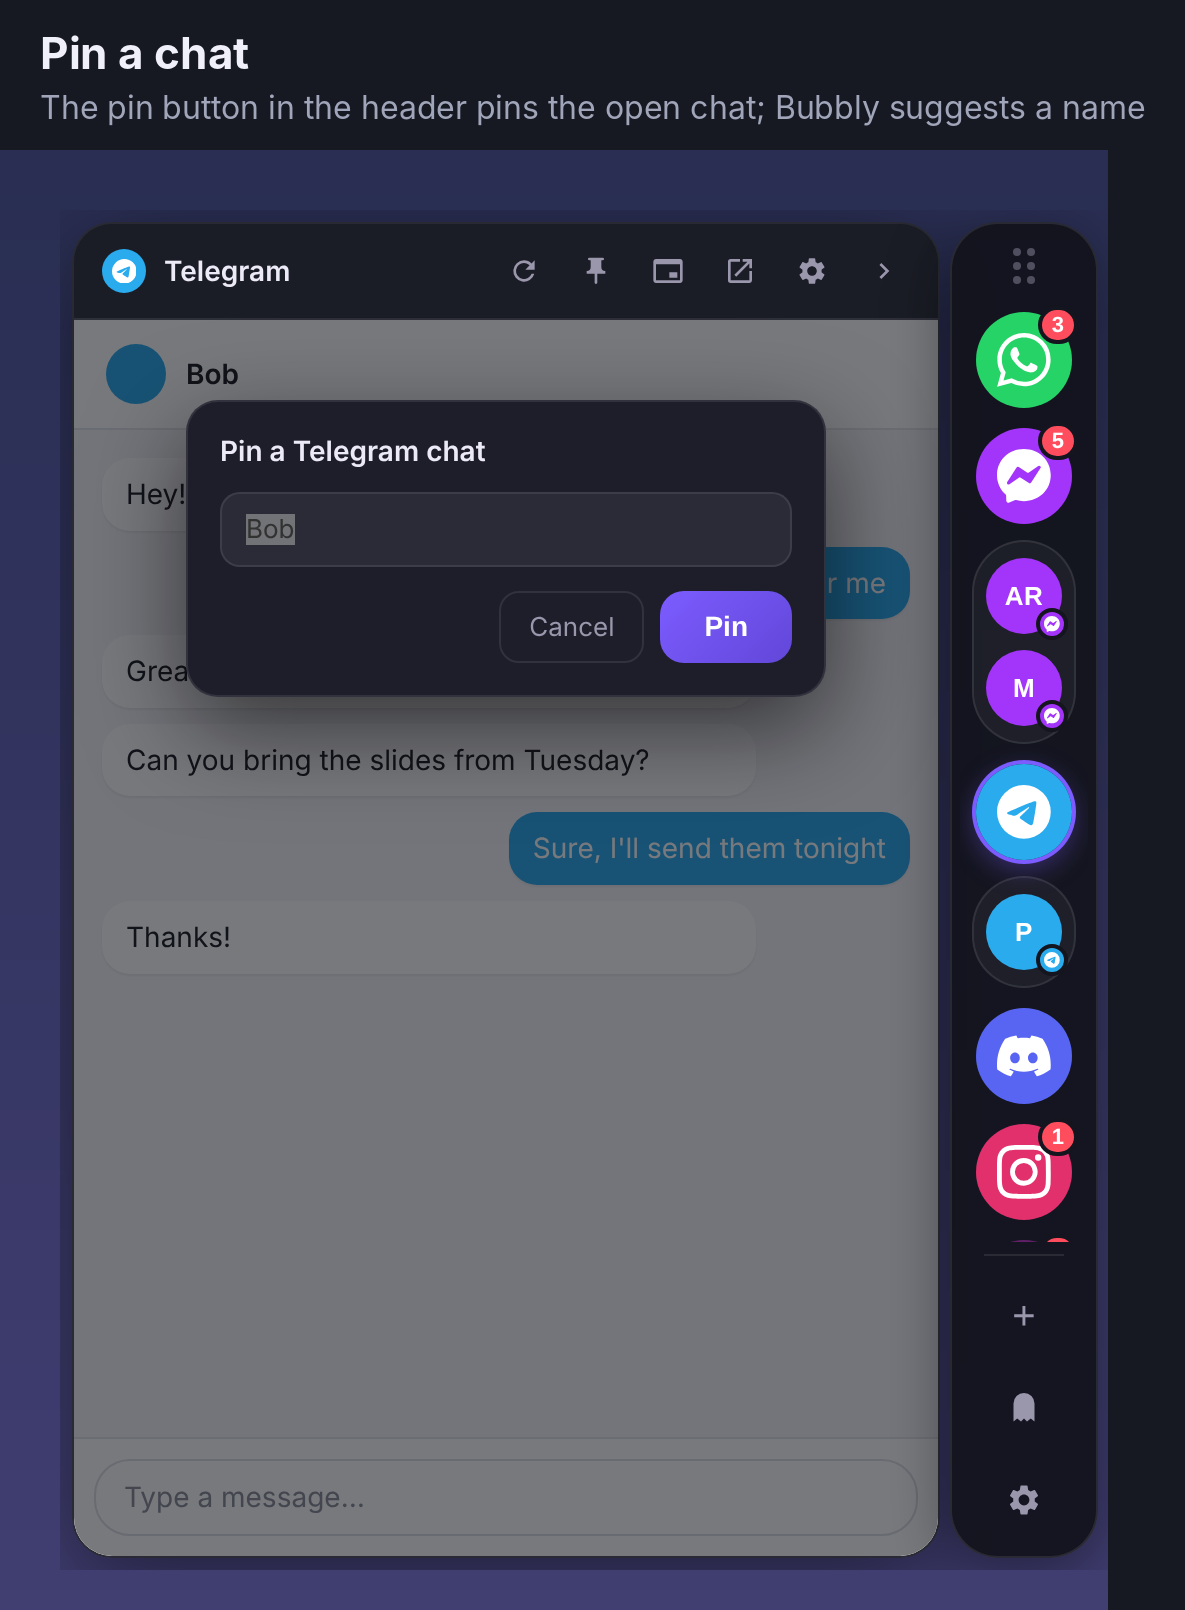 Pin a chat
The pin button in the header pins the open chat; Bubbly suggests a name
Telegram
Bob
Pin a Telegram chat
Bob
Cancel
Pin
Hey!
r me
Grea
Can you bring the slides from Tuesday?
Sure, I'll send them tonight
Thanks!
Type a message...
3
5
AR
M
P
1